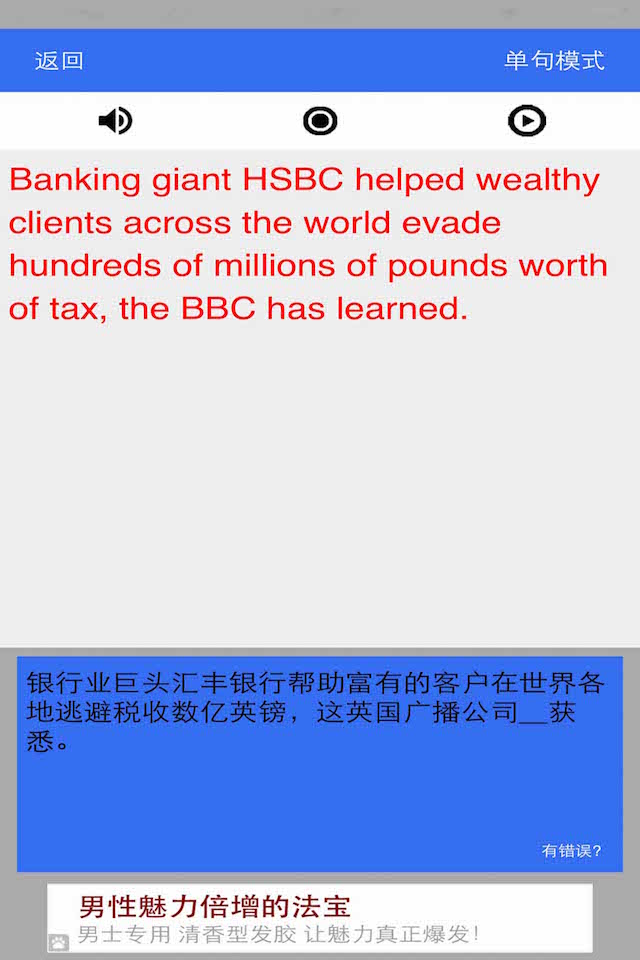 返回
单句模式
Banking giant HSBC helped wealthy
clients across the world evade
hundreds of millions of pounds worth
of tax, the BBC has learned.
银行业巨头汇丰银行帮助富有的客户在世界各
地逃避税收数亿英镑，这英国广播公司__获
悉。
有错误?
男性魅力倍增的法宝
男士专用 清香型发胶 让魅力真正爆发!